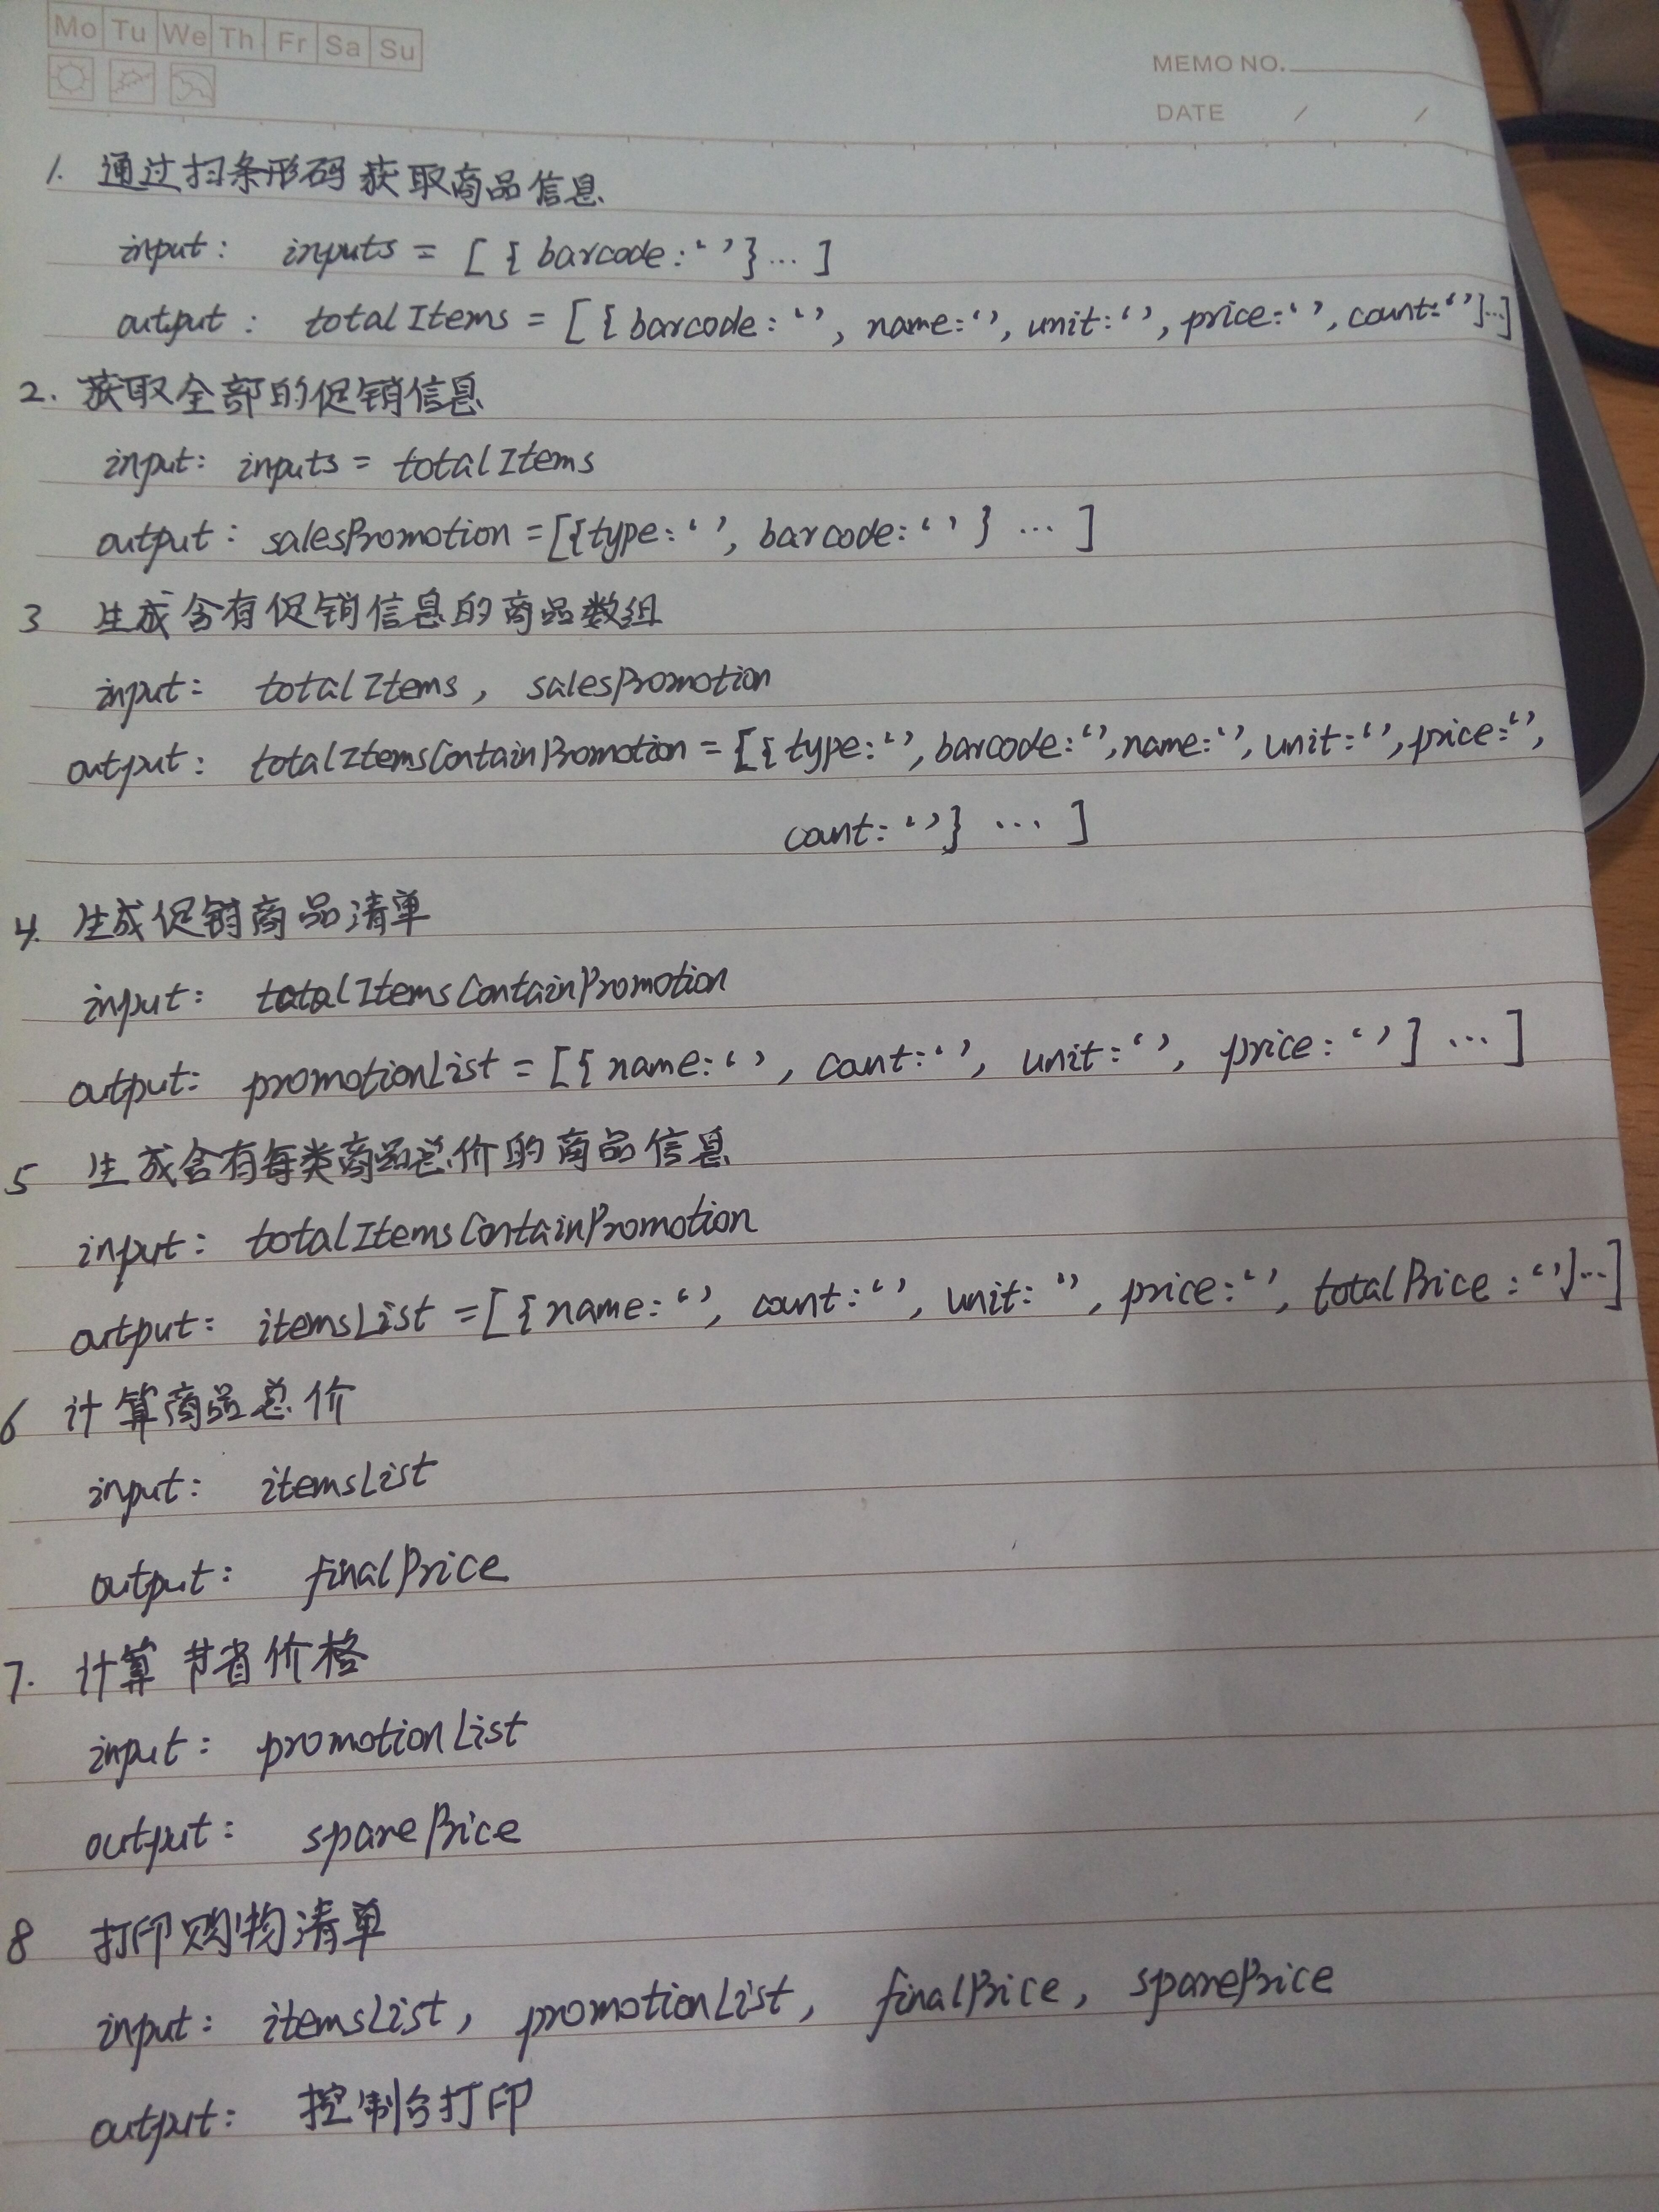 Mo Tu We Th Fr Sa Su
MEMO NO.
DATE / /
1. 通过扫条形码获取商品信息
input: inputs = [ { barcode: ‘ ’ } ... ]
output: totalItems = [ { barcode: ‘ ’, name: ‘ ’, unit: ‘ ’, price: ‘ ’, count: ‘ ’ } ... ]
2. 获取全部的促销信息
input: inputs = totalItems
output: salesPromotion = [ { type: ‘ ’, barcode: ‘ ’ } ... ]
3 生成含有促销信息的商品数组
input: totalItems, salesPromotion
output: totalItemsContainPromotion = [ { type: ‘ ’, barcode: ‘ ’, name: ‘ ’, unit: ‘ ’, price: ‘ ’,
count: ‘ ’ } ... ]
4. 生成促销商品清单
input: totalItemsContainPromotion
output: promotionList = [ { name: ‘ ’, count: ‘ ’, unit: ‘ ’, price: ‘ ’ ] ... ]
5 生成含有每类商品总价的商品信息
input: totalItemsContainPromotion
output: itemsList = [ { name: ‘ ’, count: ‘ ’, unit: ‘ ’, price: ‘ ’, totalPrice: ‘ ’ } ... ]
6 计算商品总价
input: itemsList
output: finalPrice
7. 计算节省价格
input: promotionList
output: sparePrice
8 打印购物清单
input: itemsList, promotionList, finalPrice, sparePrice
output: 控制台打印